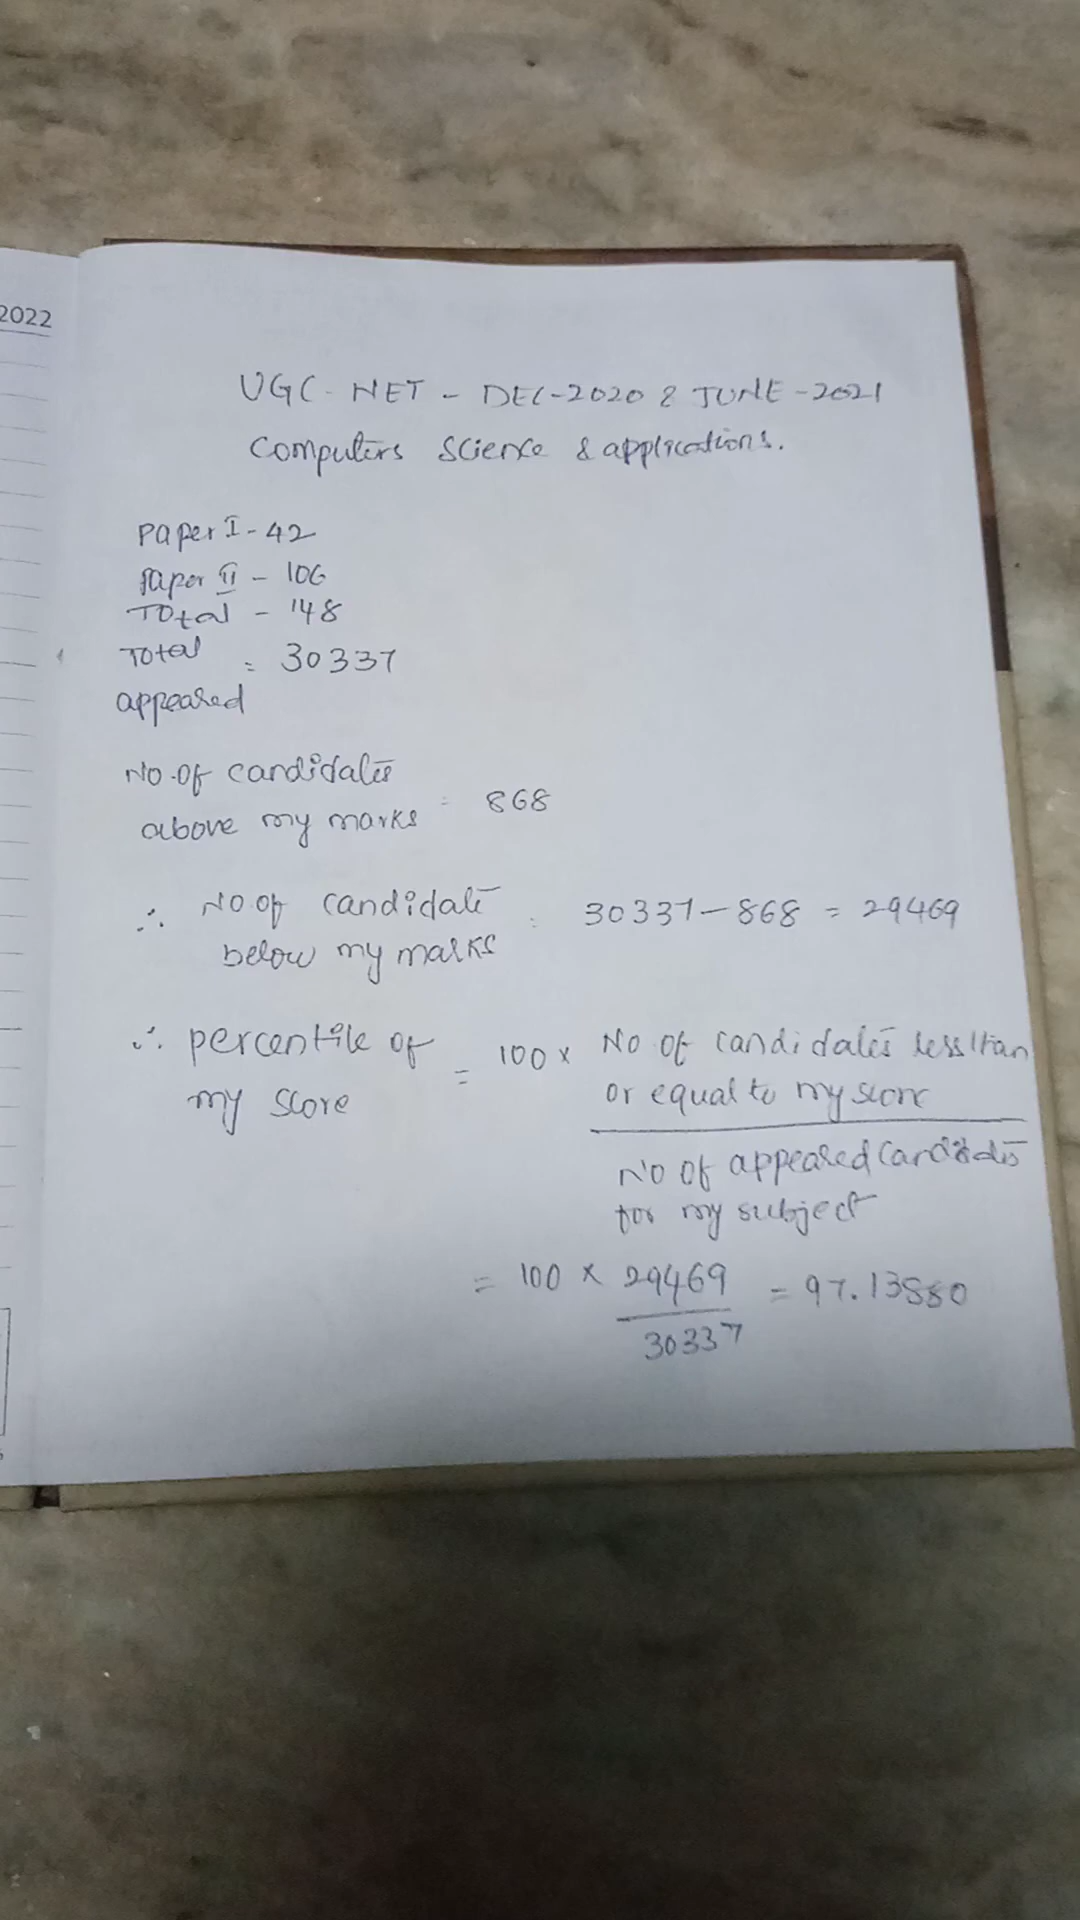 2022
UGC-NET - DEC-2020 & JUNE-2021
Computers Science & applications.
Paper I - 42
Paper II - 106
Total - 148
Total
= 30337
appeared
No. of candidates
above my marks = 868
∴ No of candidate
below my marks = 30337-868 = 29469
∴ percentile of
my score
= 100 × No of candidates less than
or equal to my score
No of appeared candidates
for my subject
= 100 × 29469 = 97.13880
30337